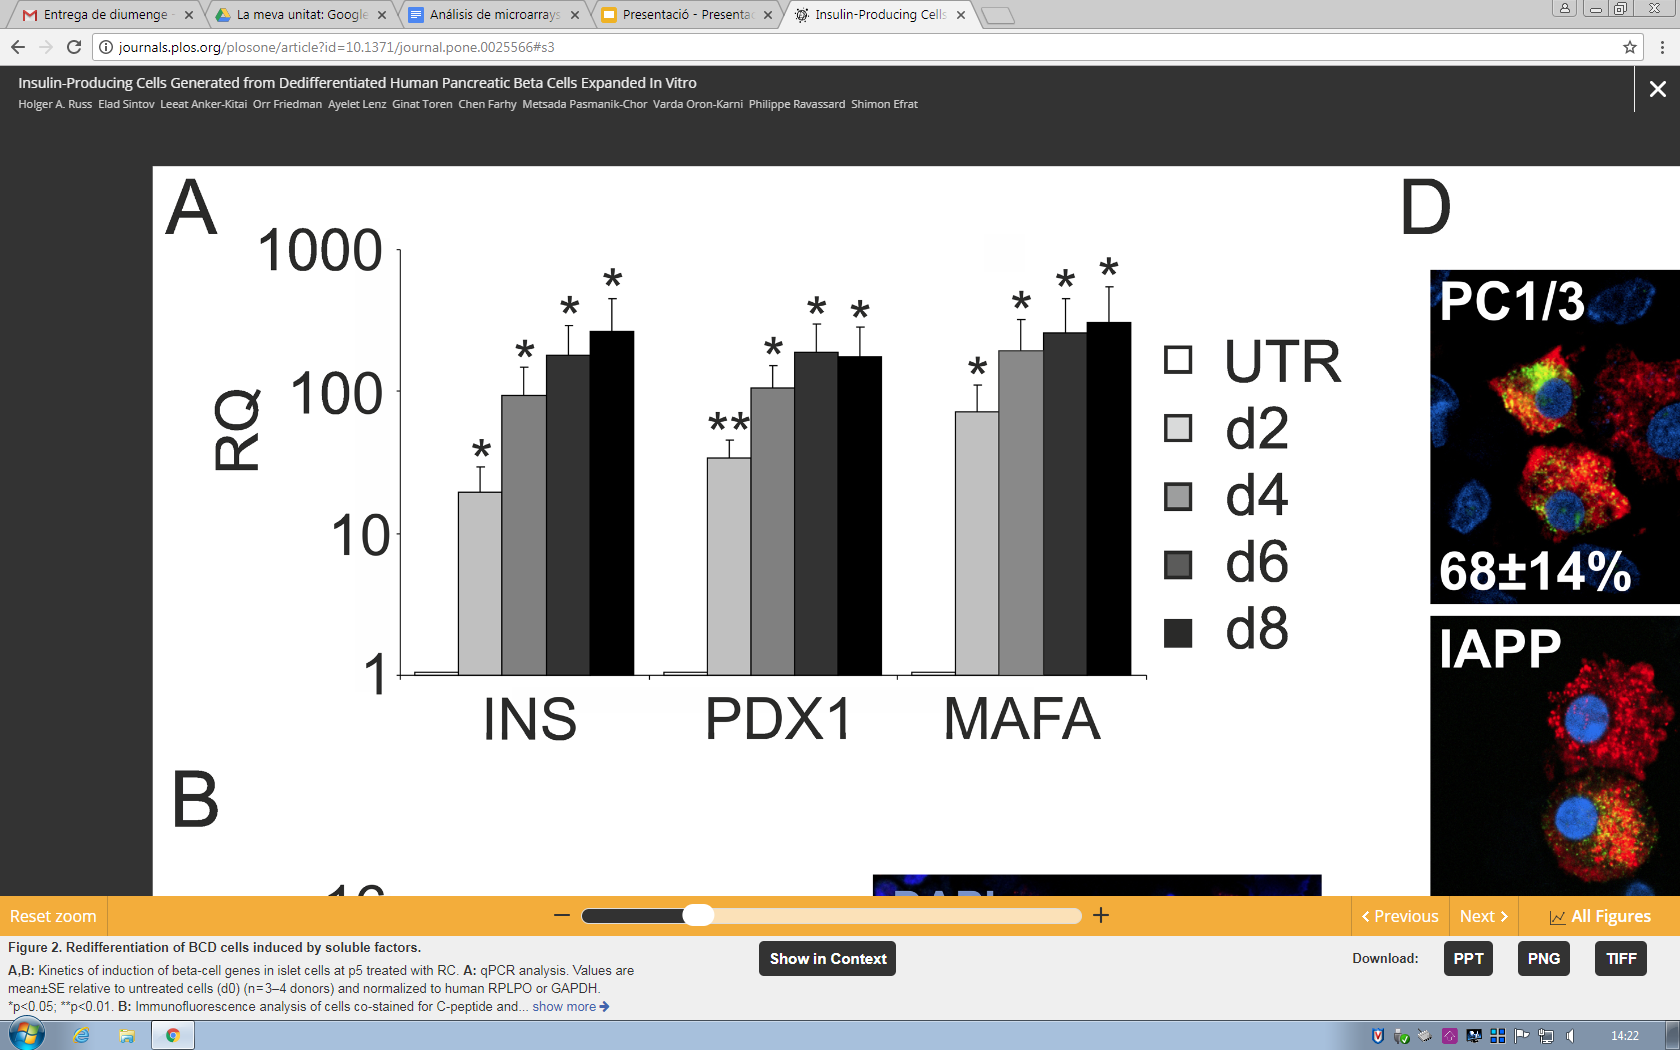 Entrega de diumenge -
La meva unitat: Google
Análisis de microarrays
Presentació - Presentac
Insulin-Producing Cells
journals.plos.org/plosone/article?id=10.1371/journal.pone.0025566#s3
Insulin-Producing Cells Generated from Dedifferentiated Human Pancreatic Beta Cells Expanded In Vitro
Holger A. Russ Elad Sintov Leeat Anker-Kitai Orr Friedman Ayelet Lenz Ginat Toren Chen Farhy Metsada Pasmanik-Chor Varda Oron-Karni Philippe Ravassard Shimon Efrat
A
1000
100
10
1
RQ
* * * *
** * * *
* * * *
INS PDX1 MAFA
UTR
d2
d4
d6
d8
D
PC1/3
68±14%
IAPP
B
Reset zoom
Previous
Next
All Figures
Figure 2. Redifferentiation of BCD cells induced by soluble factors.
A,B: Kinetics of induction of beta-cell genes in islet cells at p5 treated with RC. A: qPCR analysis. Values are
mean±SE relative to untreated cells (d0) (n=3–4 donors) and normalized to human RPLPO or GAPDH.
*p<0.05; **p<0.01. B: Immunofluorescence analysis of cells co-stained for C-peptide and... show more
Show in Context
Download:
PPT
PNG
TIFF
14:22